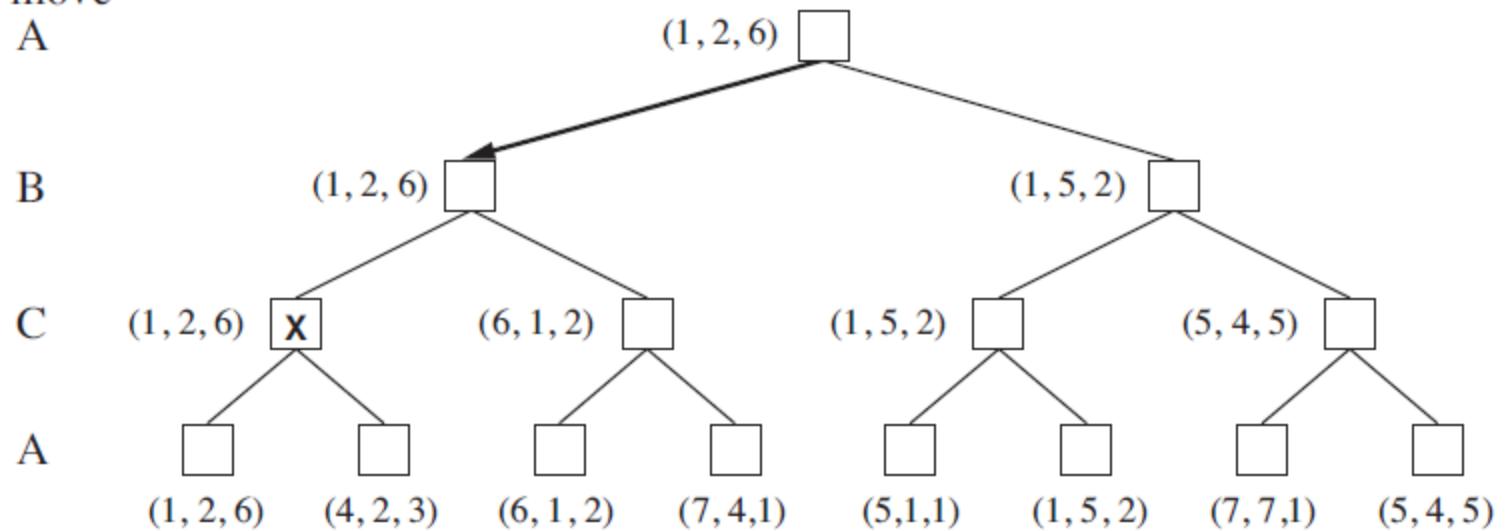 move
A (1, 2, 6)
B (1, 2, 6) (1, 5, 2)
C (1, 2, 6) X (6, 1, 2) (1, 5, 2) (5, 4, 5)
A
(1, 2, 6) (4, 2, 3) (6, 1, 2) (7, 4,1) (5,1,1) (1, 5, 2) (7, 7,1) (5, 4, 5)